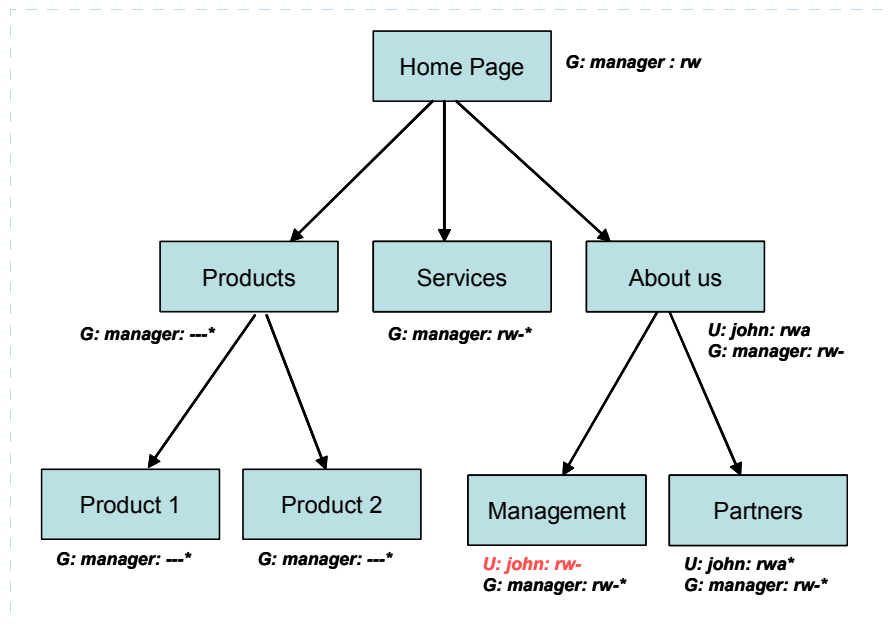 Home Page
G: manager : rw
Products
Services
About us
G: manager: ---*
G: manager: rw-*
U: john: rwa
G: manager: rw-
Product 1
Product 2
Management
Partners
G: manager: ---*
G: manager: ---*
U: john: rw-
G: manager: rw-*
U: john: rwa*
G: manager: rw-*